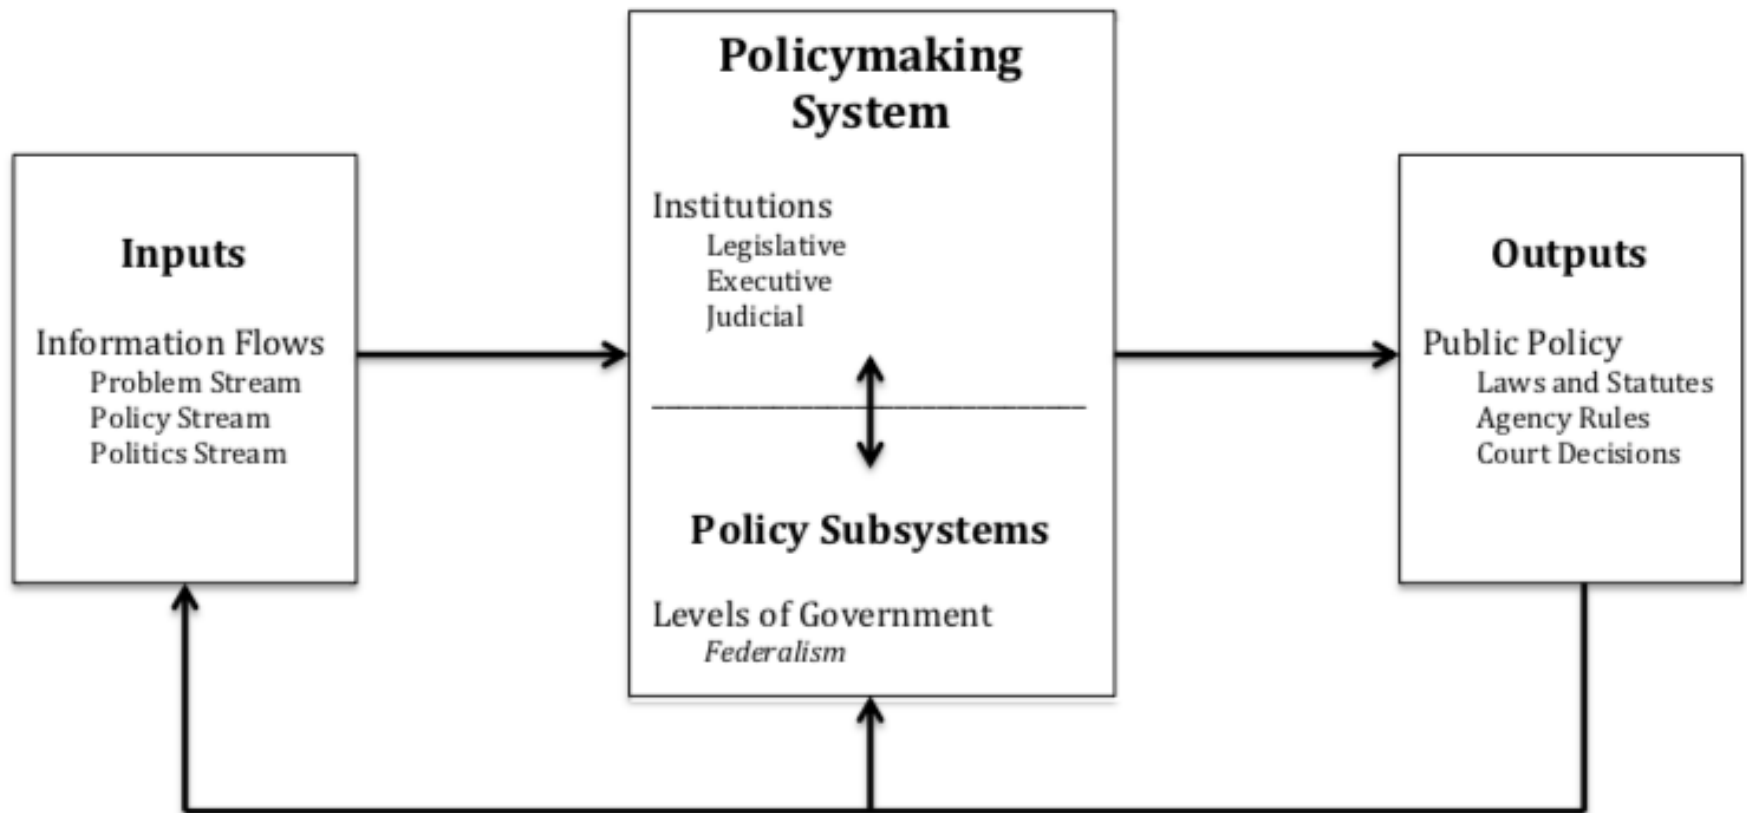 Inputs
Information Flows
Problem Stream
Policy Stream
Politics Stream
Policymaking
System
Institutions
Legislative
Executive
Judicial
Policy Subsystems
Levels of Government
Federalism
Outputs
Public Policy
Laws and Statutes
Agency Rules
Court Decisions